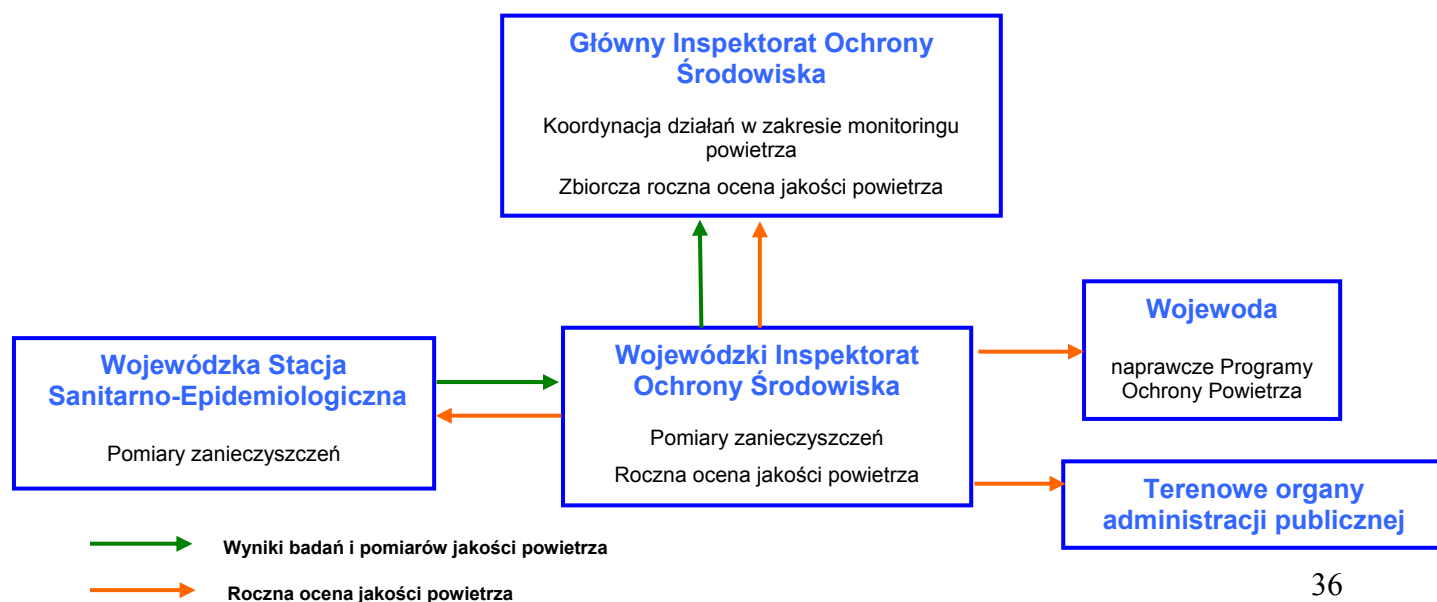 Główny Inspektorat Ochrony
Środowiska
Koordynacja działań w zakresie monitoringu
powietrza
Zbiorcza roczna ocena jakości powietrza
Wojewódzka Stacja
Sanitarno-Epidemiologiczna
Pomiary zanieczyszczeń
Wojewódzki Inspektorat
Ochrony Środowiska
Pomiary zanieczyszczeń
Roczna ocena jakości powietrza
Wojewoda
naprawcze Programy
Ochrony Powietrza
Terenowe organy
administracji publicznej
Wyniki badań i pomiarów jakości powietrza
Roczna ocena jakości powietrza
36